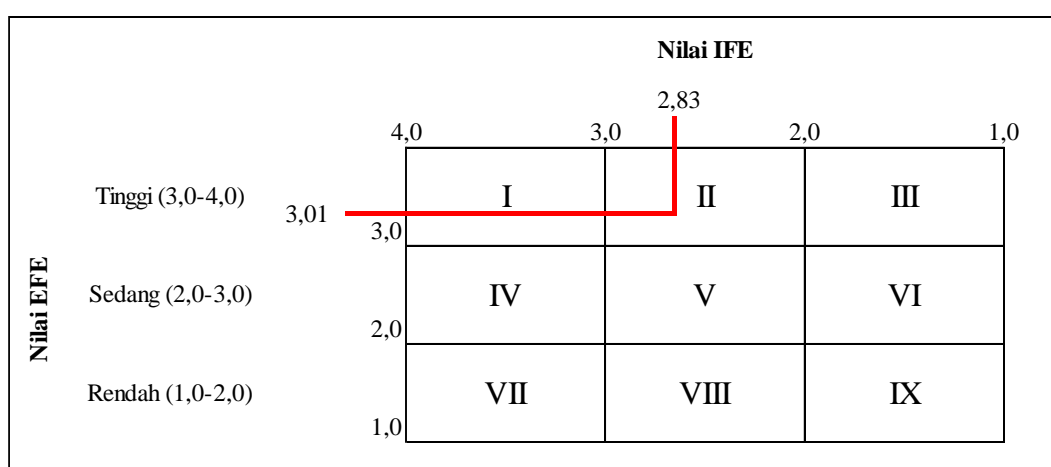 Nilai IFE
2,83
4,0 3,0 2,0 1,0
Tinggi (3,0-4,0) I II III
3,01
3,0
Nilai EFE
Sedang (2,0-3,0) IV V VI
2,0
Rendah (1,0-2,0) VII VIII IX
1,0